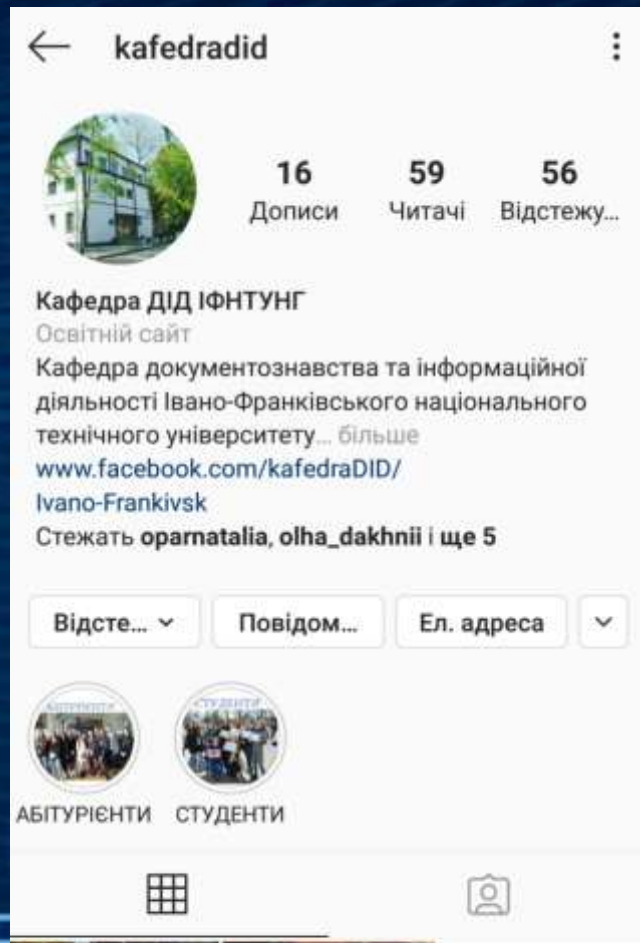 kafedradid
16 59 56
Дописи Читачі Відстежу...
Кафедра ДІД ІФНТУНГ
Освітній сайт
Кафедра документознавства та інформаційної
діяльності Івано-Франківського національного
технічного університету... більше
www.facebook.com/kafedraDID/
Ivano-Frankivsk
Стежать oparnatalia, olha_dakhnii і ще 5
Відсте... Повідом... Ел. адреса
АБІТУРІЄНТИ СТУДЕНТИ
АБІТУРІЄНТИ СТУДЕНТИ